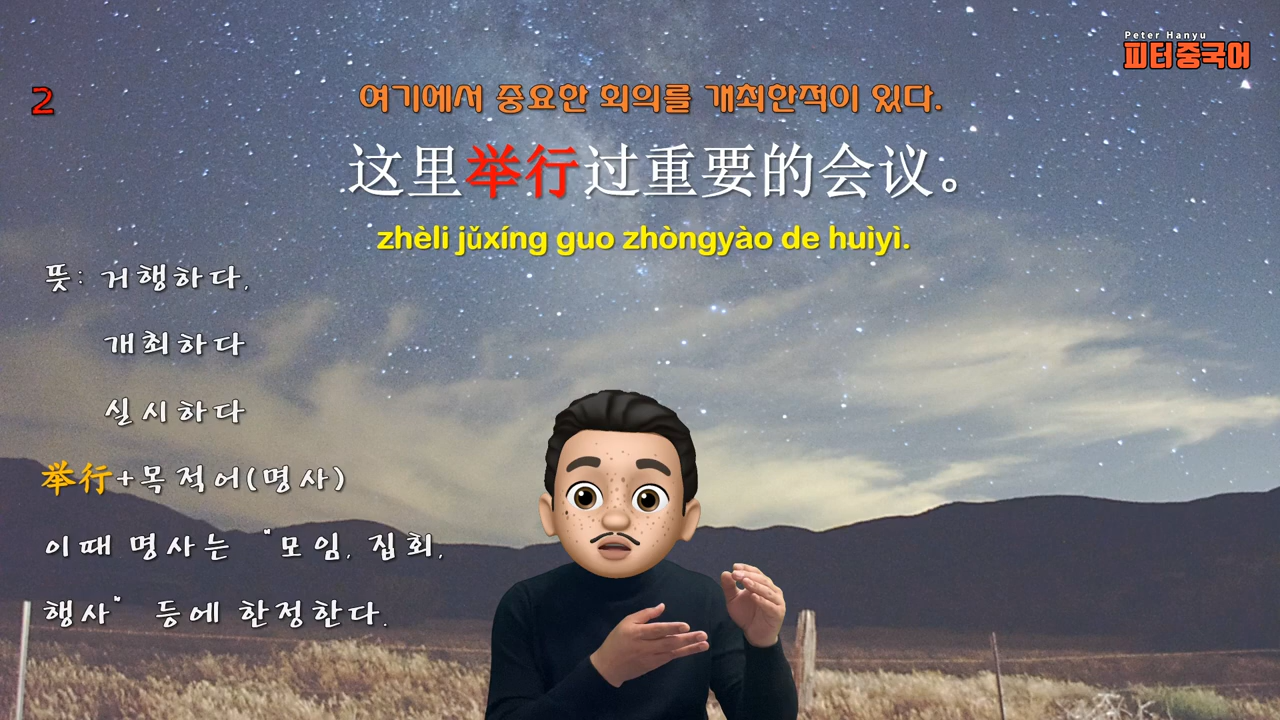 Peter Hanyu
피터중국어
2
여기에서 중요한 회의를 개최한적이 있다.
这里举行过重要的会议。
zhèli jǔxíng guo zhòngyào de huìyì.
뜻: 거행하다,
개최하다
실시하다
举行+목적어(명사)
이때 명사는 "모임, 집회,
행사" 등에 한정한다.